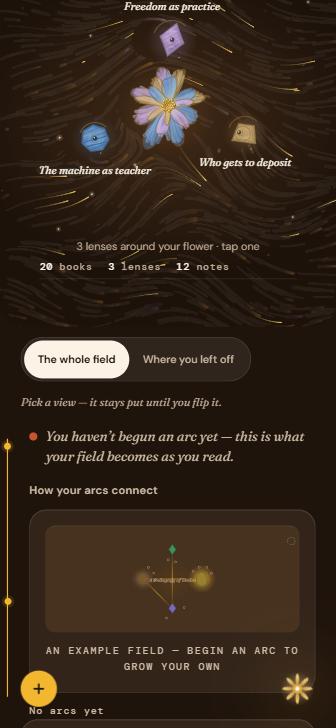 Freedom as practice
The machine as teacher
Who gets to deposit
3 lenses around your flower · tap one
20 books 3 lenses 12 notes
The whole field
Where you left off
Pick a view — it stays put until you flip it.
You haven't begun an arc yet — this is what
your field becomes as you read.
How your arcs connect
AN EXAMPLE FIELD — BEGIN AN ARC TO
GROW YOUR OWN
+
No arcs yet